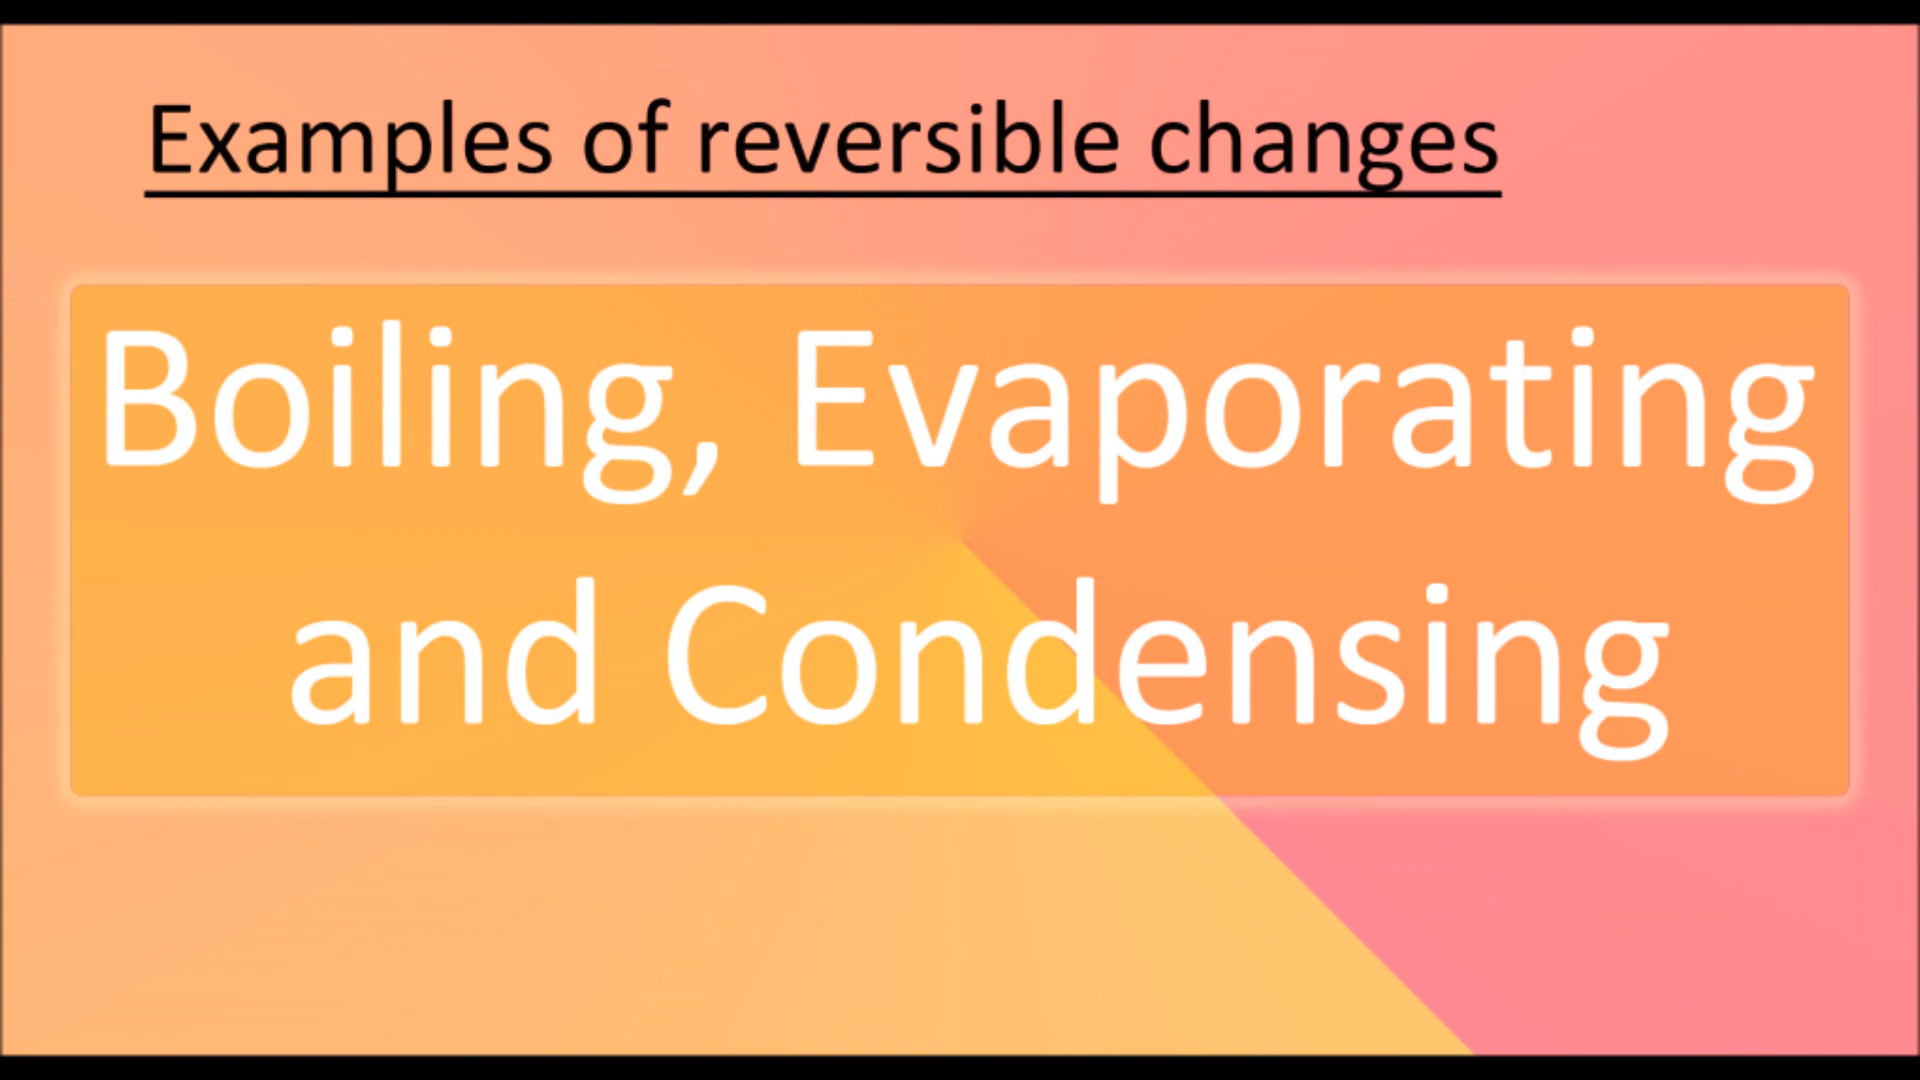 Examples of reversible changes
Boiling, Evaporating
and Condensing